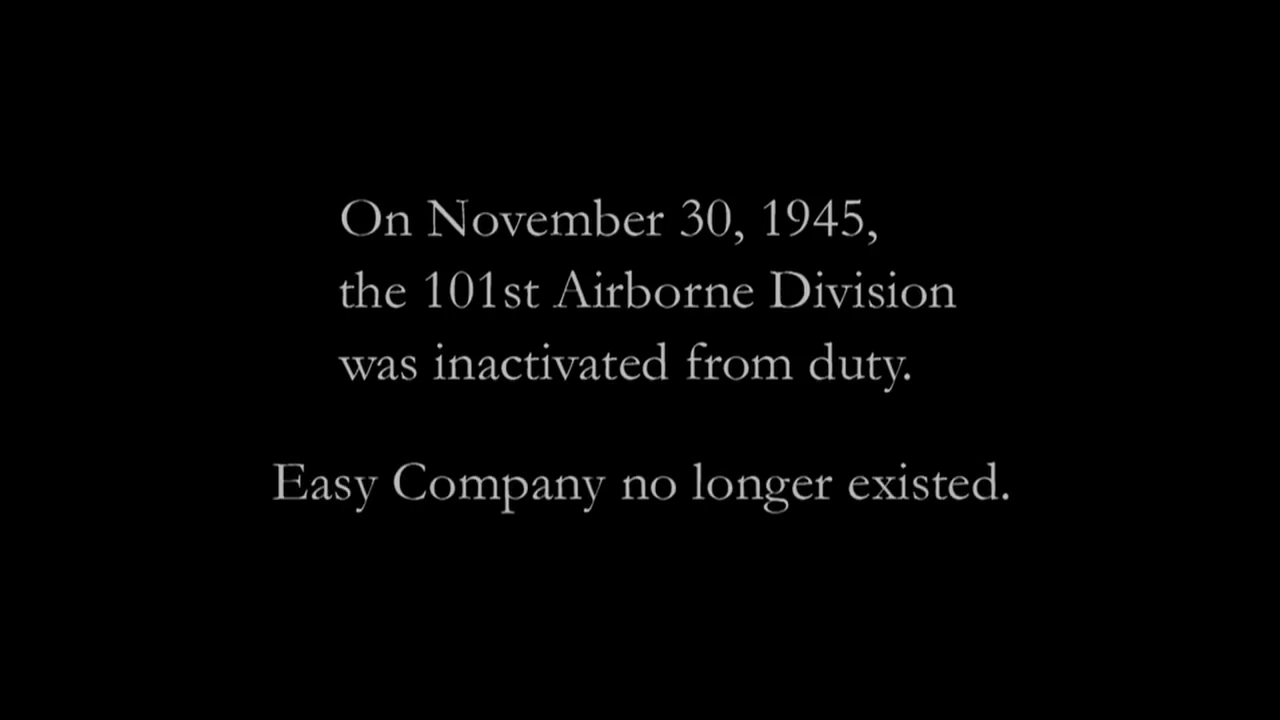 On November 30, 1945,
the 101st Airborne Division
was inactivated from duty.
Easy Company no longer existed.